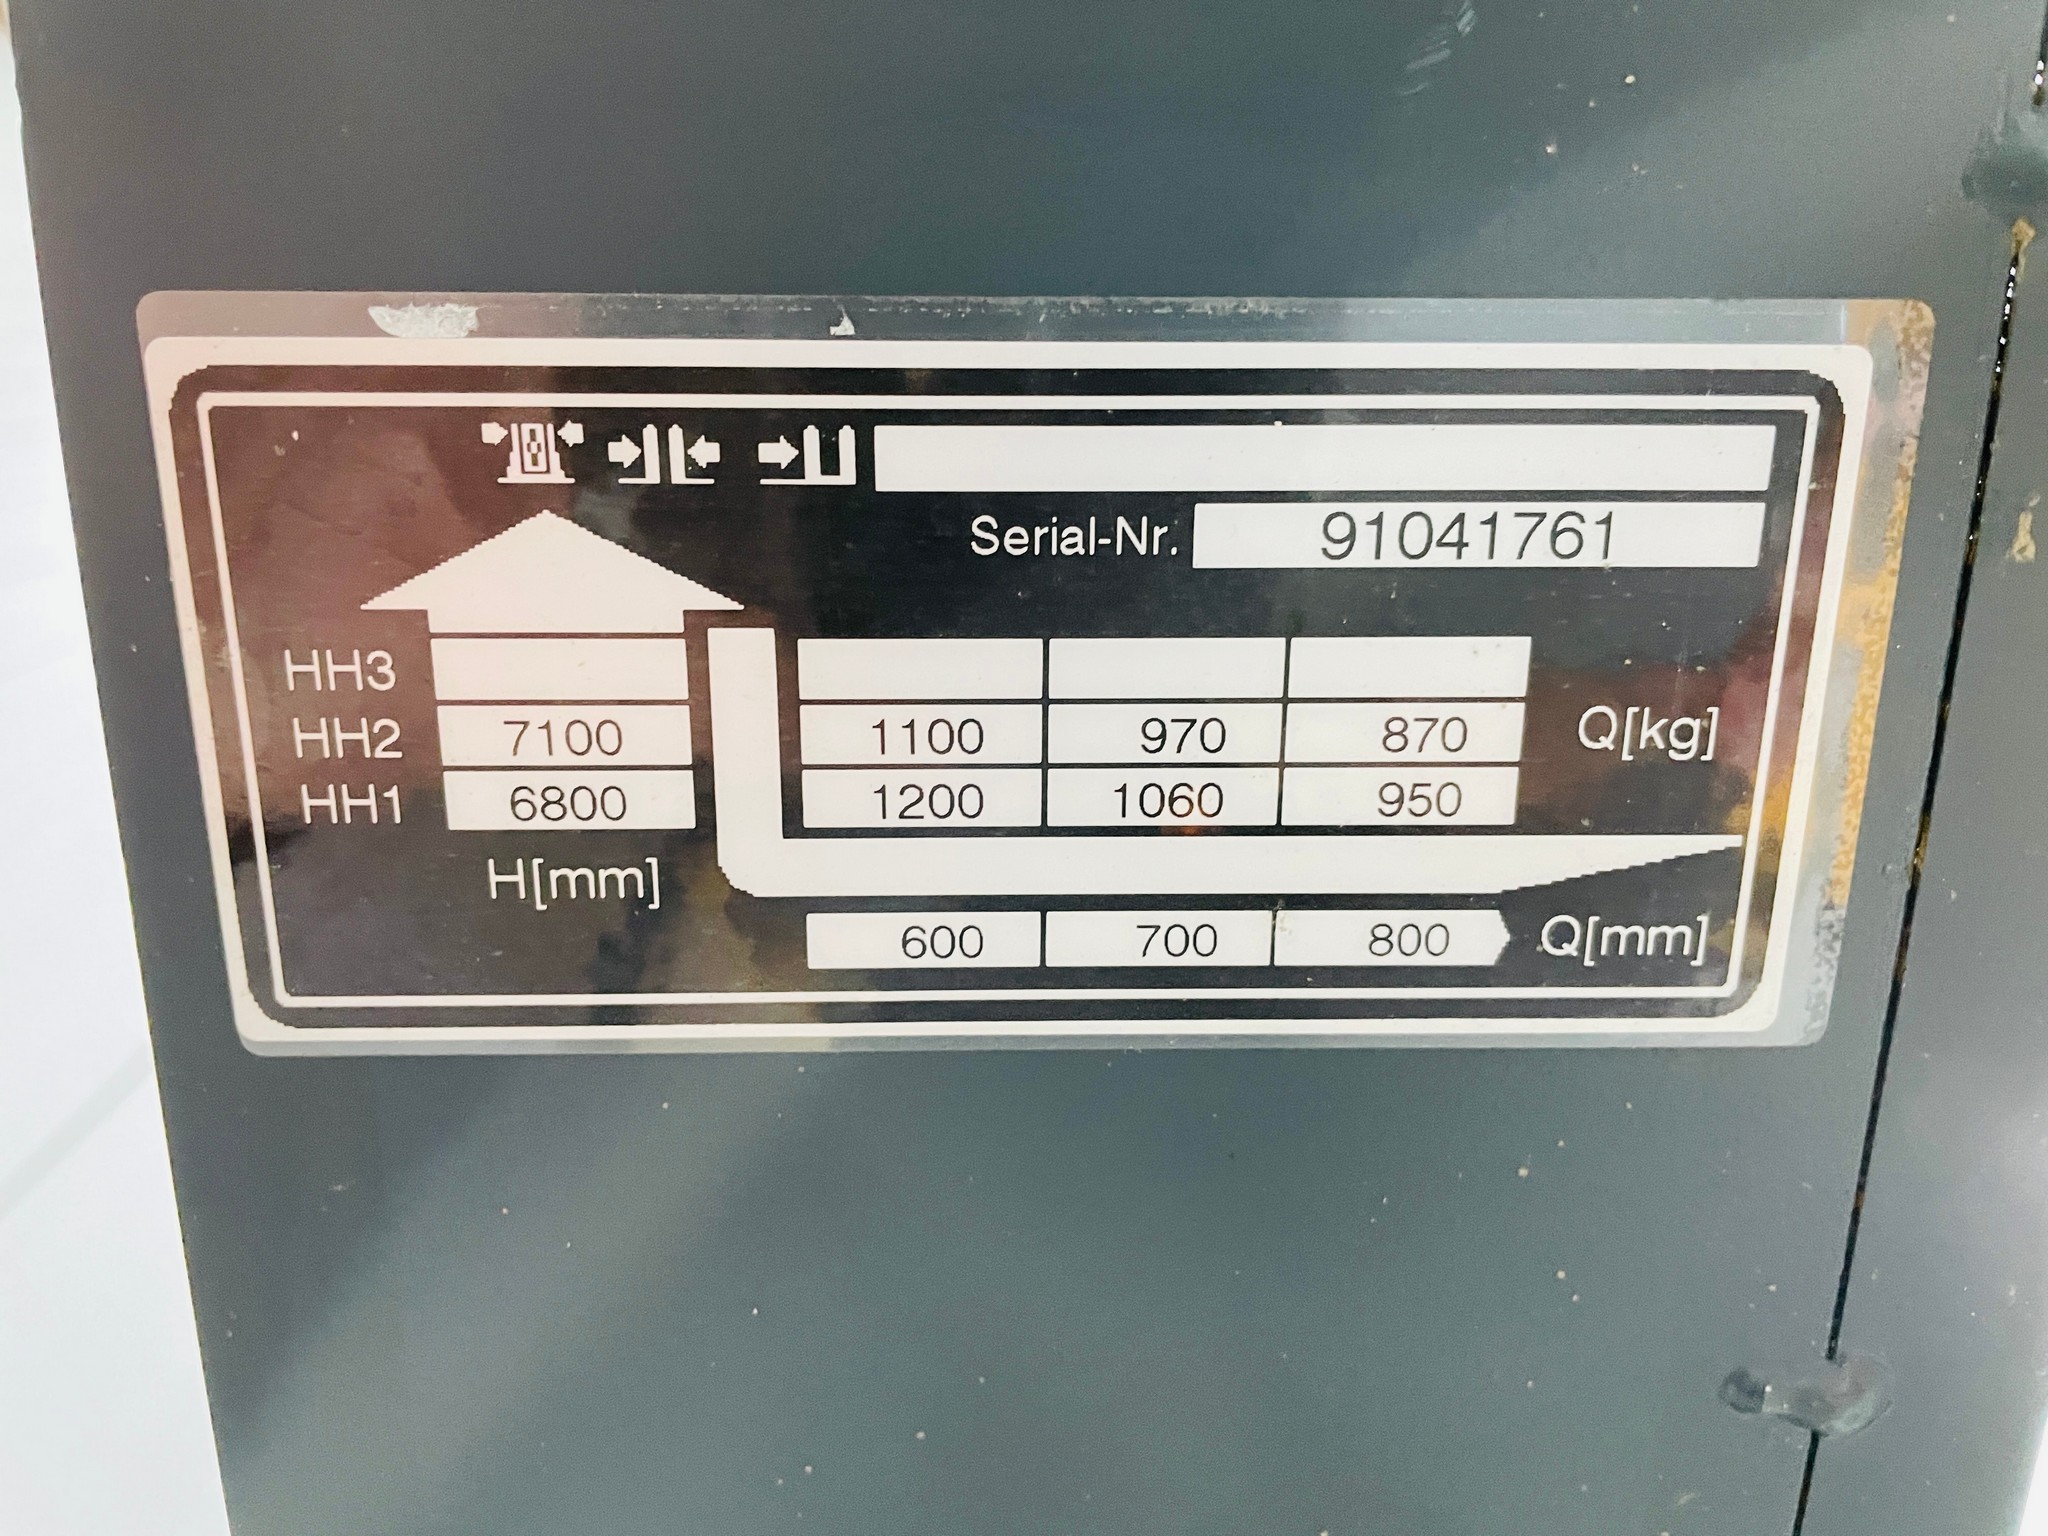 Serial-Nr. 91041761
HH3
HH2 7100 1100 970 870 Q[kg]
HH1 6800 1200 1060 950
H[mm]
600 700 800 Q[mm]